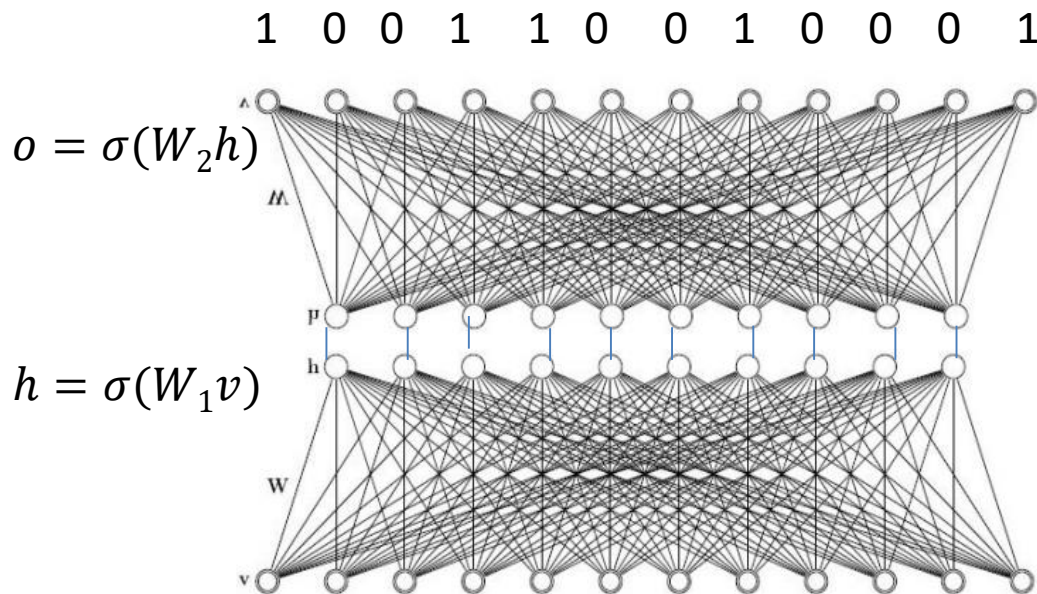 1 0 0 1 1 0 0 1 0 0 0 1
v
o = σ(W₂h)
W
h
h
h = σ(W₁v)
W
v